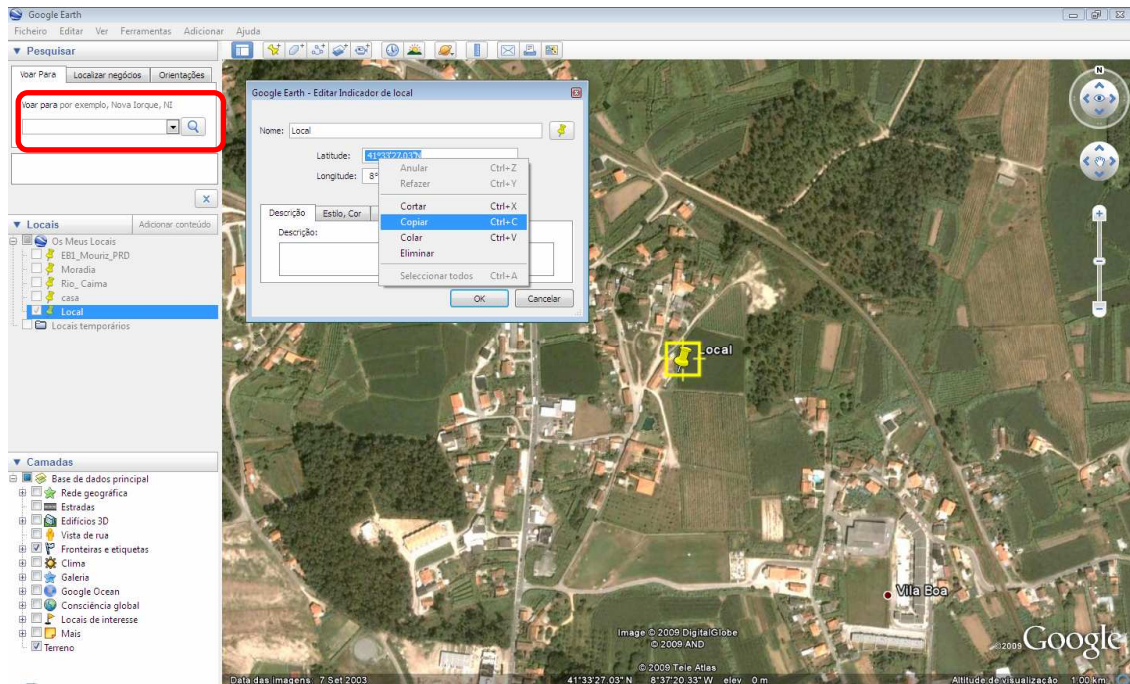 Google Earth
Ficheiro Editar Ver Ferramentas Adicionar Ajuda
Pesquisar
Voar Para Localizar negócios Orientações
Voar para por exemplo, Nova Iorque, NI
Locais Adicionar conteúdo
Os Meus Locais
EB1_Mouriz_PRD
Moradia
Rio_ Caima
casa
Local
Locais temporários
Camadas
Base de dados principal
Rede geográfica
Estradas
Edifícios 3D
Vista de rua
Fronteiras e etiquetas
Clima
Galeria
Google Ocean
Consciência global
Locais de interesse
Mais
Terreno
Google Earth - Editar Indicador de local
Nome: Local
Latitude: 41°33'27.03"N
Longitude: 8°
Descrição Estilo, Cor
Descrição:
Anular Ctrl+Z
Refazer Ctrl+Y
Cortar Ctrl+X
Copiar Ctrl+C
Colar Ctrl+V
Eliminar
Seleccionar todos Ctrl+A
OK Cancelar
N
Local
Vila Boa
Image © 2009 DigitalGlobe
© 2009 AND
© 2009 Tele Atlas
©2009 Google
Data das imagens: 7 Set 2003 41°33'27.03" N 8°37'20.33" W elev 0 m Altitude de visualização 1.00 km